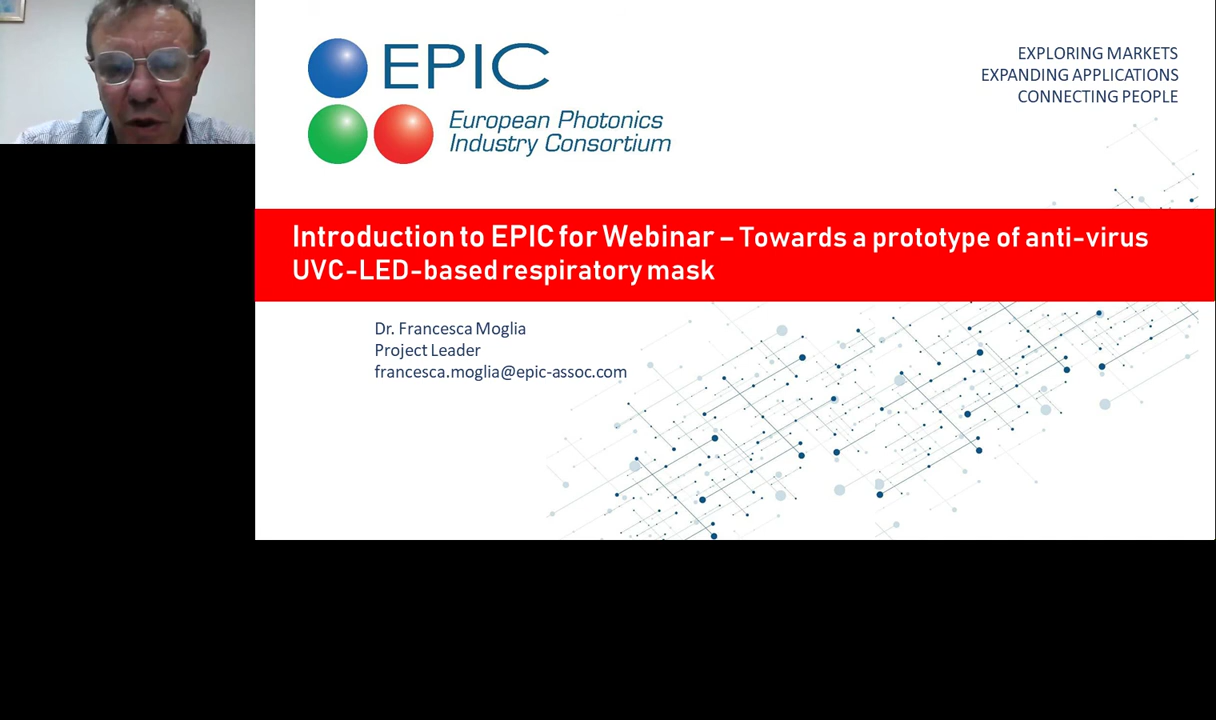 EPIC
European Photonics
Industry Consortium
EXPLORING MARKETS
EXPANDING APPLICATIONS
CONNECTING PEOPLE
Introduction to EPIC for Webinar – Towards a prototype of anti-virus
UVC-LED-based respiratory mask
Dr. Francesca Moglia
Project Leader
francesca.moglia@epic-assoc.com